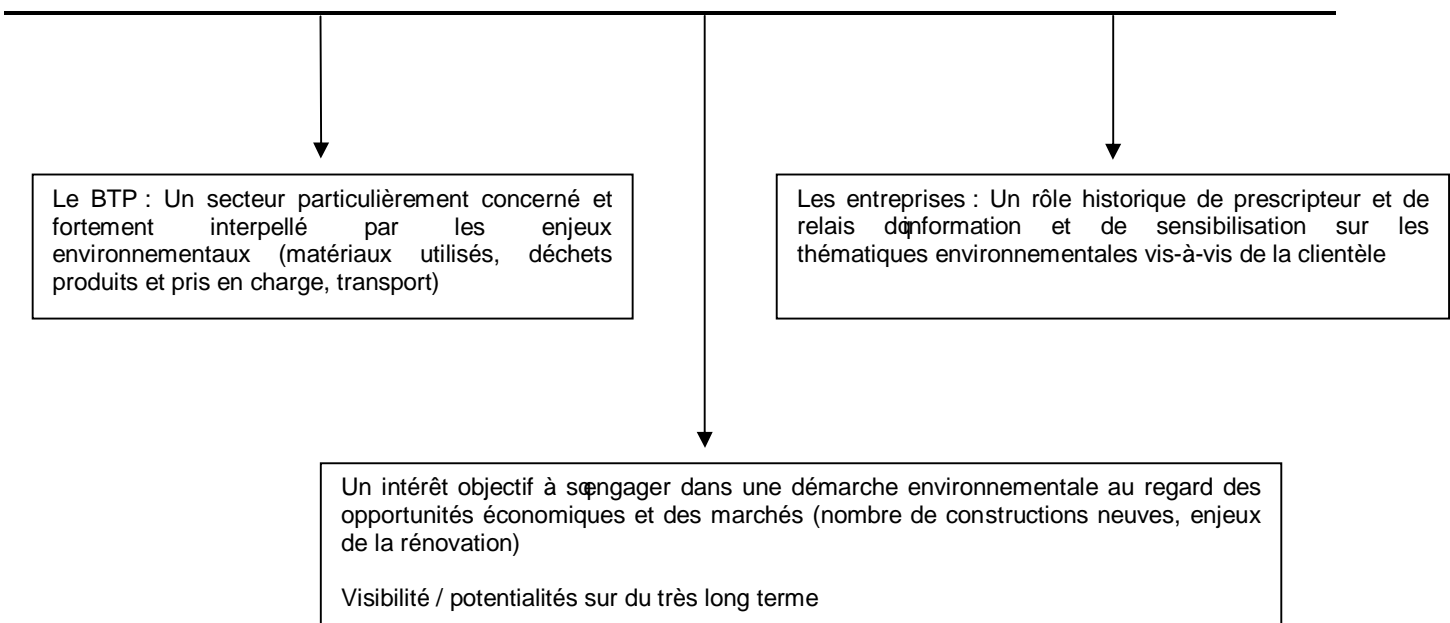 Le BTP : Un secteur particulièrement concerné et
fortement interpellé par les enjeux
environnementaux (matériaux utilisés, déchets
produits et pris en charge, transport)
Les entreprises : Un rôle historique de prescripteur et de
relais dqinformation et de sensibilisation sur les
thématiques environnementales vis-à-vis de la clientèle
Un intérêt objectif à sqengager dans une démarche environnementale au regard des
opportunités économiques et des marchés (nombre de constructions neuves, enjeux
de la rénovation)
Visibilité / potentialités sur du très long terme